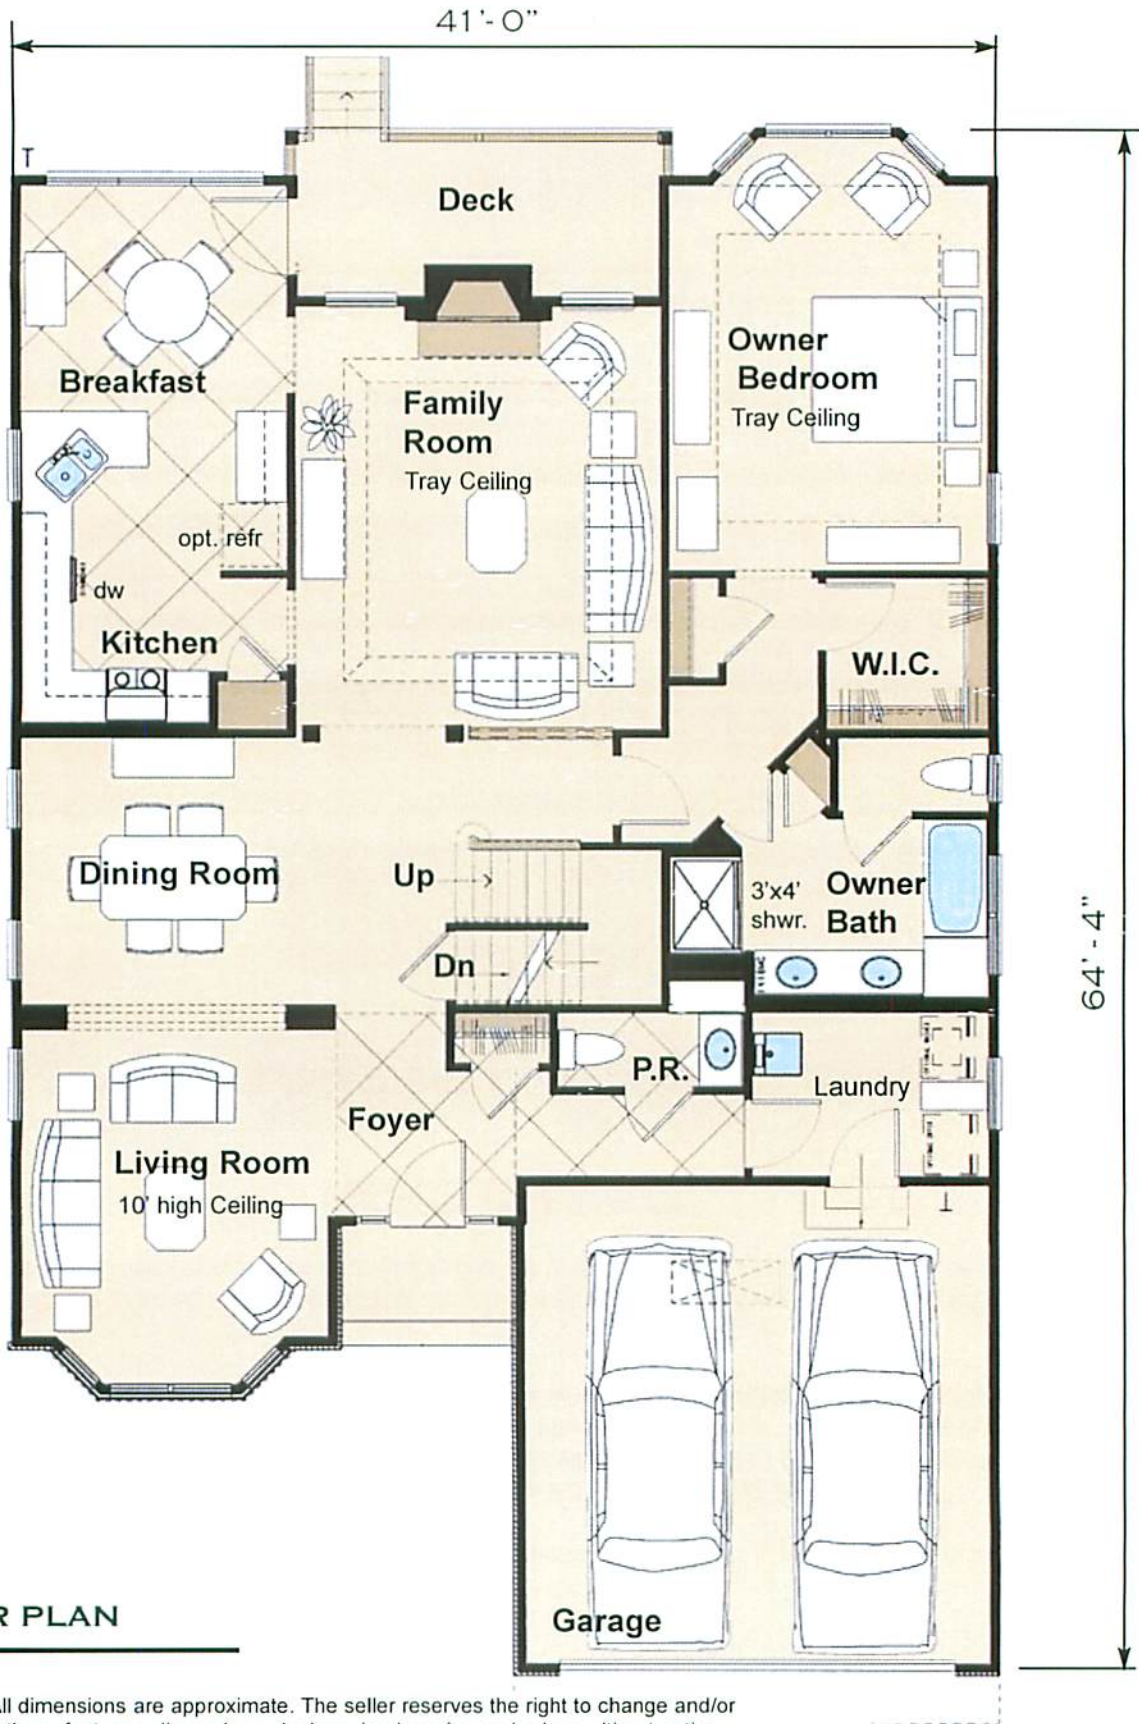 41'-0"
T
Deck
Breakfast
Family
Room
Tray Ceiling
Owner
Bedroom
Tray Ceiling
opt. refr
dw
Kitchen
W.I.C.
Dining Room
Up
Dn
3'x4'
shwr.
Owner
Bath
64'-4"
P.R.
Laundry
Foyer
Living Room
10' high Ceiling
T
Garage
R PLAN
All dimensions are approximate. The seller reserves the right to change and/or